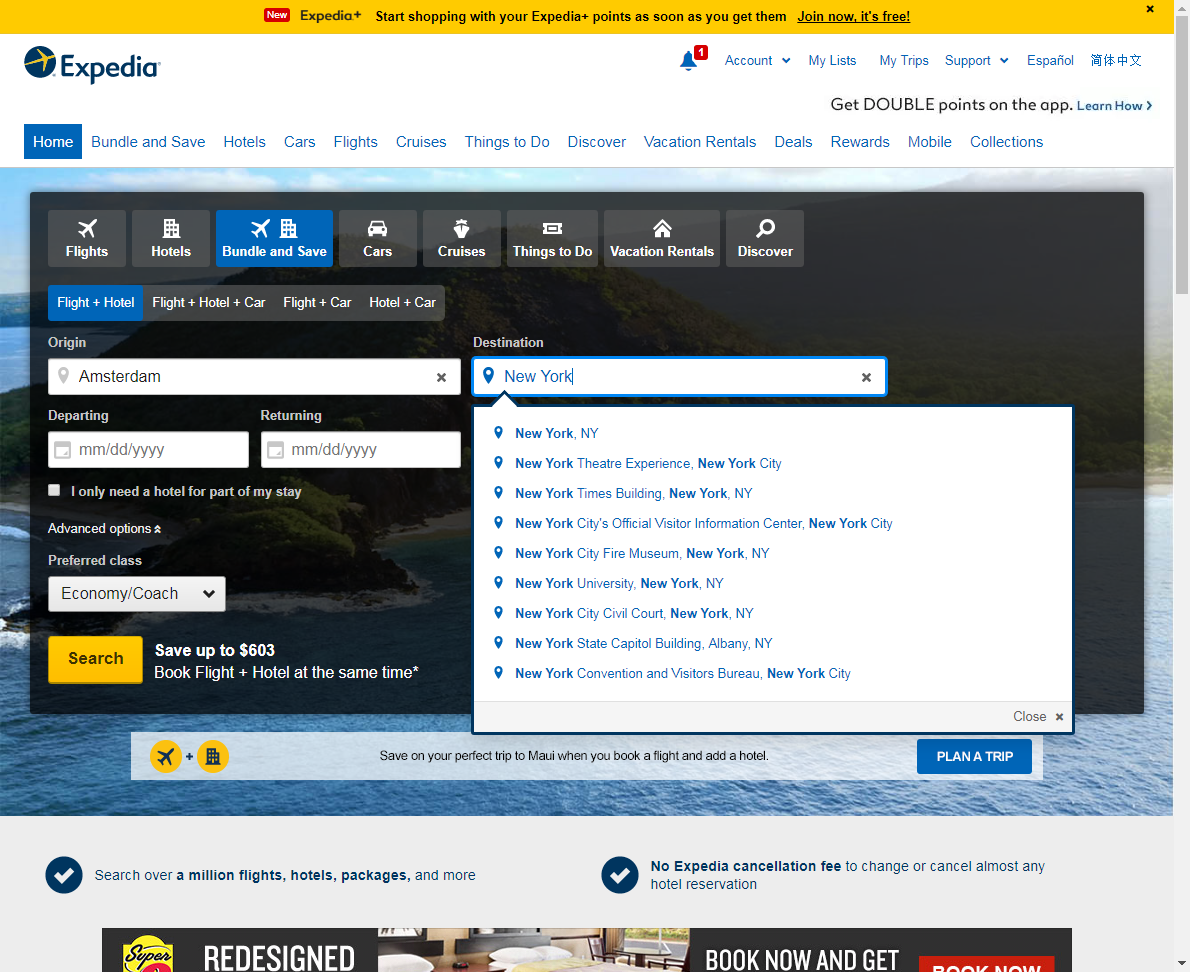 New Expedia+ Start shopping with your Expedia+ points as soon as you get them Join now, it's free!
Expedia
1
Account My Lists My Trips Support Español 简体中文
Get DOUBLE points on the app. Learn How
Home Bundle and Save Hotels Cars Flights Cruises Things to Do Discover Vacation Rentals Deals Rewards Mobile Collections
Flights Hotels Bundle and Save Cars Cruises Things to Do Vacation Rentals Discover
Flight + Hotel Flight + Hotel + Car Flight + Car Hotel + Car
Origin
Amsterdam
Destination
New York
Departing
mm/dd/yyyy
Returning
mm/dd/yyyy
I only need a hotel for part of my stay
Advanced options
Preferred class
Economy/Coach
Search
Save up to $603
Book Flight + Hotel at the same time*
New York, NY
New York Theatre Experience, New York City
New York Times Building, New York, NY
New York City's Official Visitor Information Center, New York City
New York City Fire Museum, New York, NY
New York University, New York, NY
New York City Civil Court, New York, NY
New York State Capitol Building, Albany, NY
New York Convention and Visitors Bureau, New York City
Close
+ Save on your perfect trip to Maui when you book a flight and add a hotel. PLAN A TRIP
Search over a million flights, hotels, packages, and more
No Expedia cancellation fee to change or cancel almost any
hotel reservation
Super
REDESIGNED
BOOK NOW AND GET
BOOK NOW